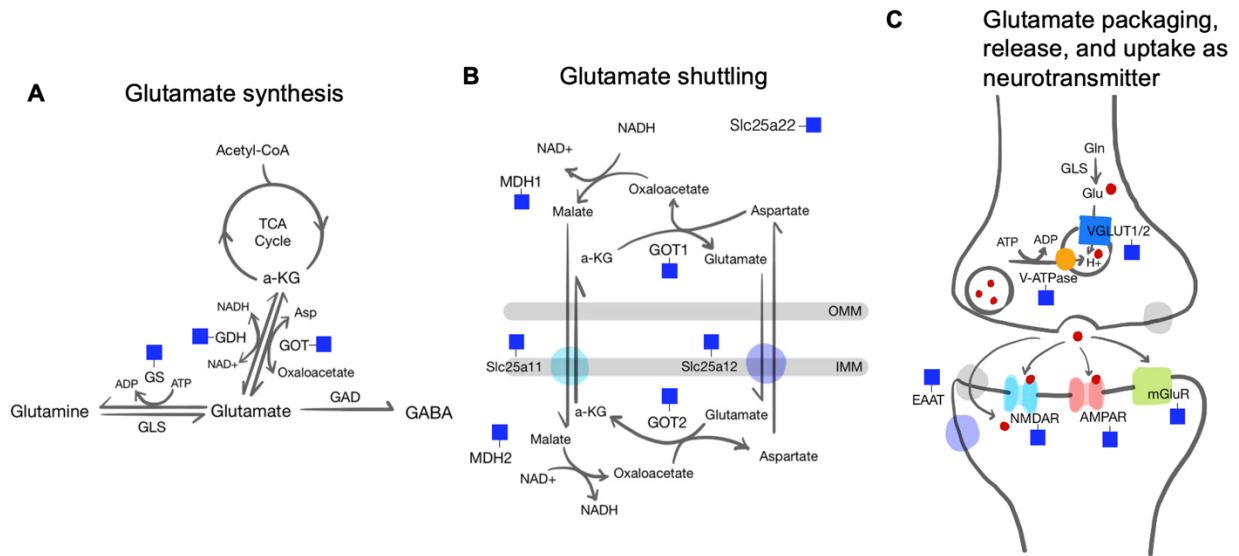 A
Glutamate synthesis
Acetyl-CoA
TCA
Cycle
a-KG
NADH
Asp
GDH
GOT
NAD+
Oxaloacetate
GS
ADP
ATP
Glutamine
Glutamate
GAD
GABA
GLS
B
Glutamate shuttling
NADH
Slc25a22
NAD+
MDH1
Oxaloacetate
Malate
Aspartate
a-KG
GOT1
Glutamate
OMM
Slc25a11
Slc25a12
IMM
a-KG
GOT2
Glutamate
Malate
MDH2
NAD+
Oxaloacetate
Aspartate
NADH
C
Glutamate packaging,
release, and uptake as
neurotransmitter
Gln
GLS
Glu
VGLUT1/2
ATP
ADP
H+
V-ATPase
EAAT
NMDAR
AMPAR
mGluR